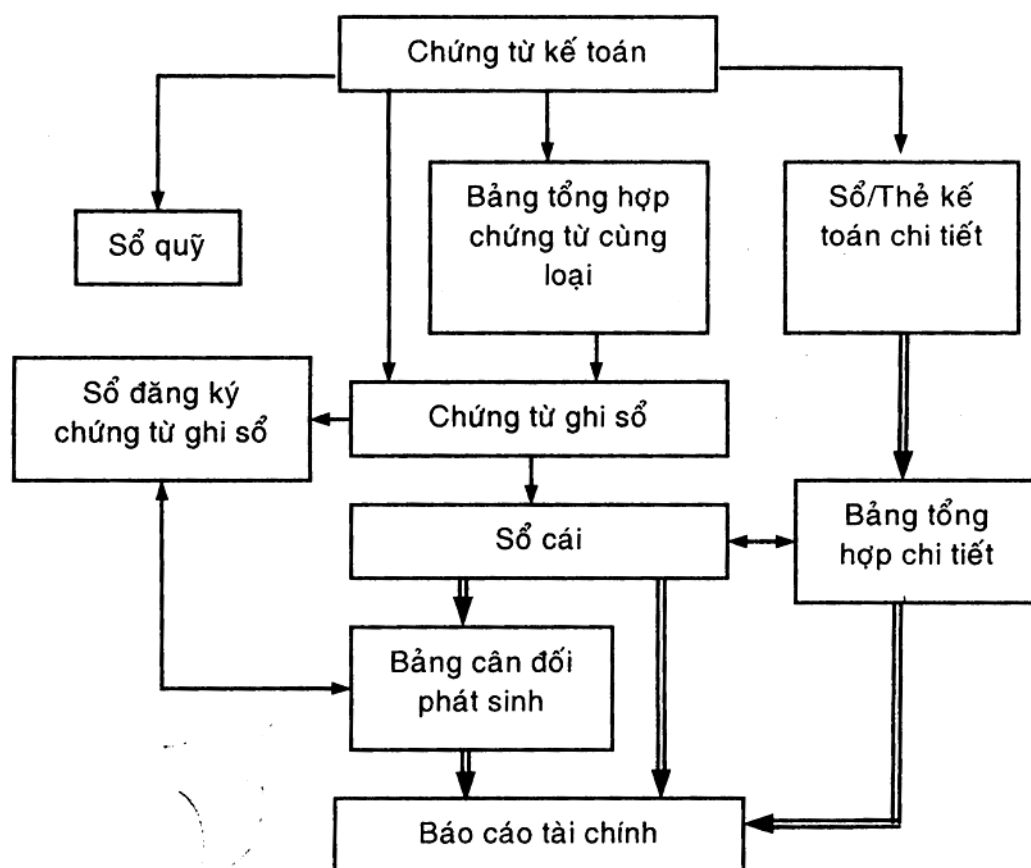 Chứng từ kế toán
Bảng tổng hợp
chứng từ cùng
loại
Sổ/Thẻ kế
toán chi tiết
Sổ quỹ
Sổ đăng ký
chứng từ ghi sổ
Chứng từ ghi sổ
Sổ cái
Bảng tổng
hợp chi tiết
Bảng cân đối
phát sinh
Báo cáo tài chính